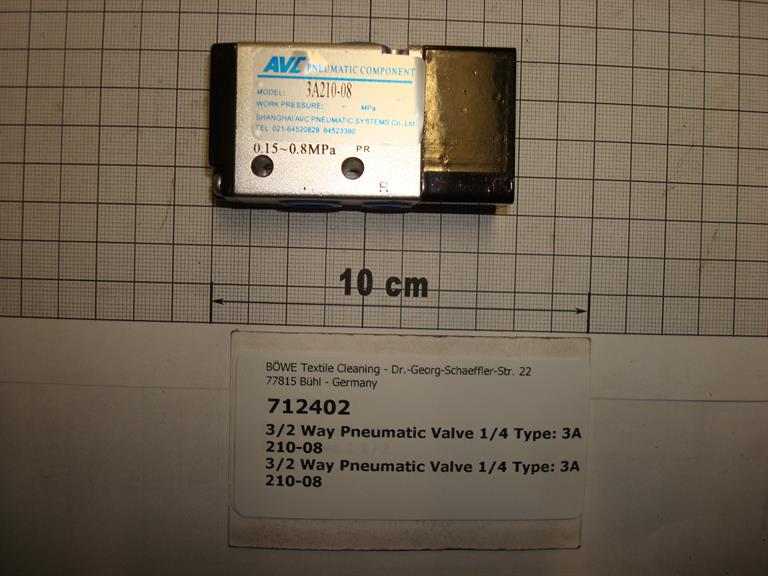 AVC PNEUMATIC COMPONENT
MODEL: 3A210-08
WORK PRESSURE: - MPa
SHANGHAI AVC PNEUMATIC SYSTEMS Co., Ltd
TEL 021-64520829 64523380
0.15~0.8MPa PR
R
10 cm
BÖWE Textile Cleaning - Dr.-Georg-Schaeffler-Str. 22
77815 Bühl - Germany
712402
3/2 Way Pneumatic Valve 1/4 Type: 3A
210-08
3/2 Way Pneumatic Valve 1/4 Type: 3A
210-08